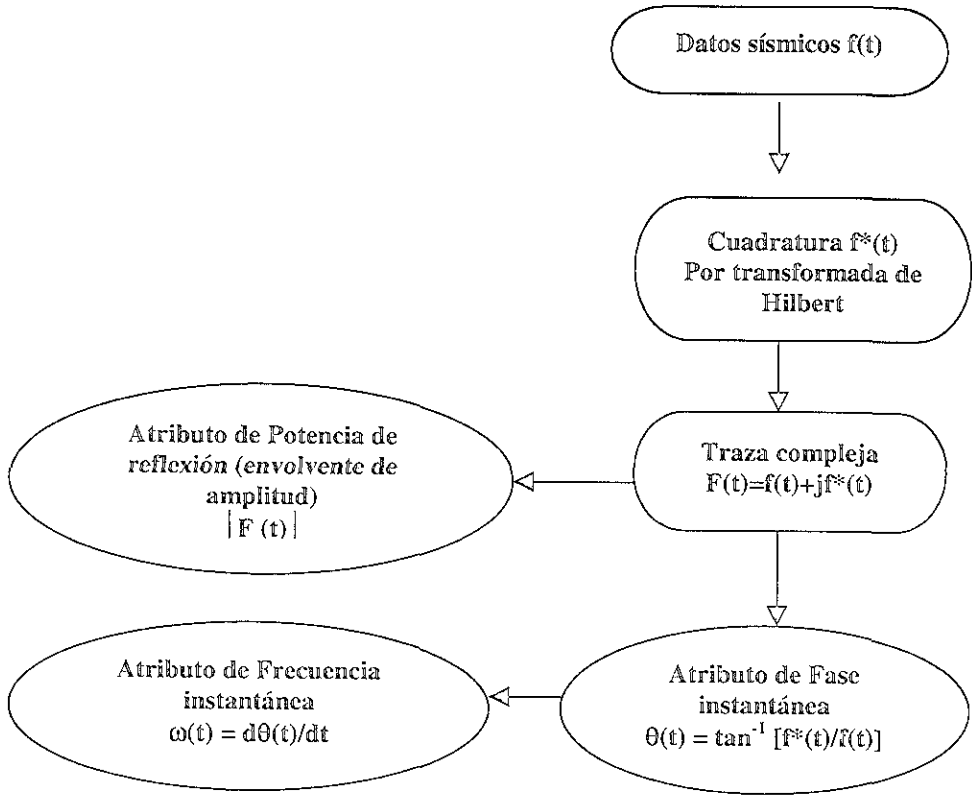 Datos sísmicos f(t)
Cuadratura f*(t)
Por transformada de
Hilbert
Traza compleja
F(t)=f(t)+jf*(t)
Atributo de Potencia de
reflexión (envolvente de
amplitud)
|F (t)|
Atributo de Fase
instantánea
θ(t) = tan⁻¹ [f*(t)/f(t)]
Atributo de Frecuencia
instantánea
ω(t) = dθ(t)/dt